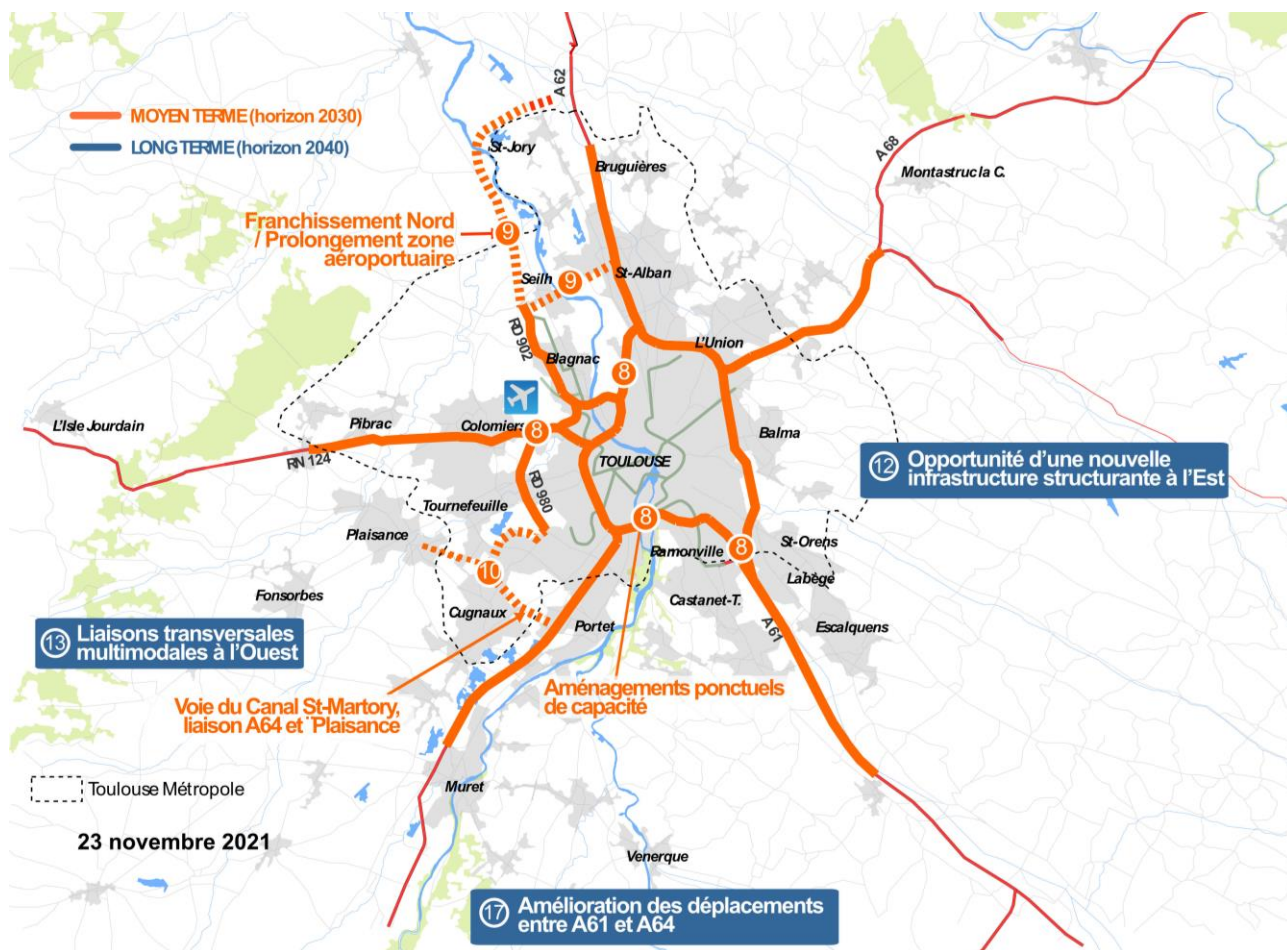 A 62
MOYEN TERME (horizon 2030)
LONG TERME (horizon 2040)
St-Jory
Bruguières
A 68
Montastruc la C.
Franchissement Nord
/ Prolongement zone
aéroportuaire
9
Seilh
9
St-Alban
RD 902
L'Union
Blagnac
8
L'Isle Jourdain
Pibrac
Colomiers
8
Balma
RN 124
TOULOUSE
12 Opportunité d'une nouvelle
infrastructure structurante à l'Est
RD 980
Tournefeuille
Plaisance
8
Ramonville
8
St-Orens
Labège
10
Fonsorbes
Cugnaux
Castanet-T.
Portet
A 61
Escalquens
13 Liaisons transversales
multimodales à l'Ouest
Voie du Canal St-Martory,
liaison A64 et Plaisance
Aménagements ponctuels
de capacité
Toulouse Métropole
Muret
23 novembre 2021
Venerque
17 Amélioration des déplacements
entre A61 et A64